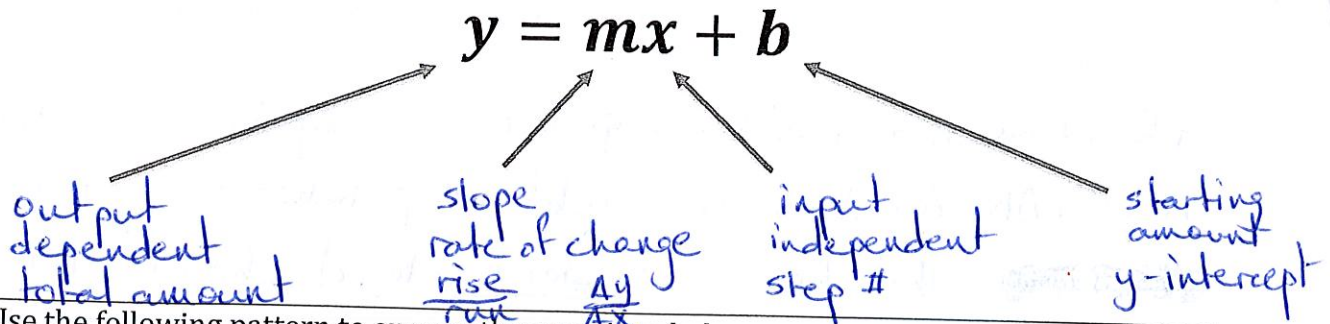 y = mx + b
output
dependent
total amount
slope
rate of change
rise
run
Δy
Δx
input
independent
step #
starting
amount
y-intercept
Use the following pattern to